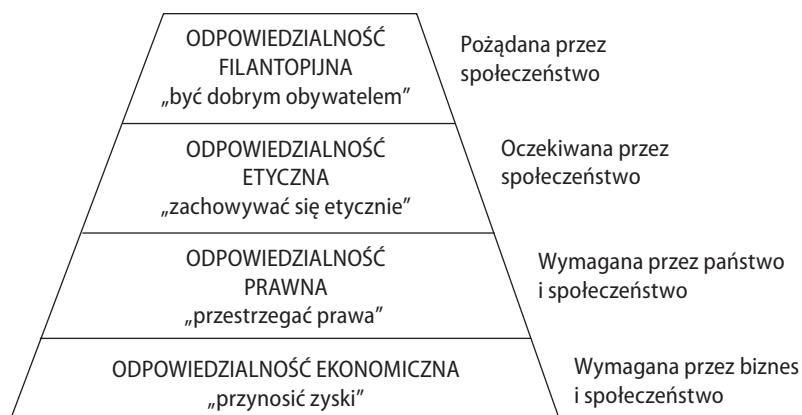 ODPOWIEDZIALNOŚĆ
FILANTOPIJNA
„być dobrym obywatelem”
Pożądana przez
społeczeństwo
ODPOWIEDZIALNOŚĆ
ETYCZNA
„zachowywać się etycznie”
Oczekiwana przez
społeczeństwo
ODPOWIEDZIALNOŚĆ
PRAWNA
„przestrzegać prawa”
Wymagana przez państwo
i społeczeństwo
ODPOWIEDZIALNOŚĆ EKONOMICZNA
„przynosić zyski”
Wymagana przez biznes
i społeczeństwo